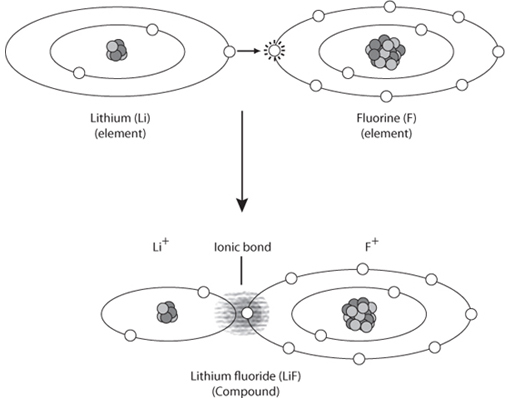 Lithium (Li)
(element)
Fluorine (F)
(element)
Li+
Ionic bond
F+
Lithium fluoride (LiF)
(Compound)